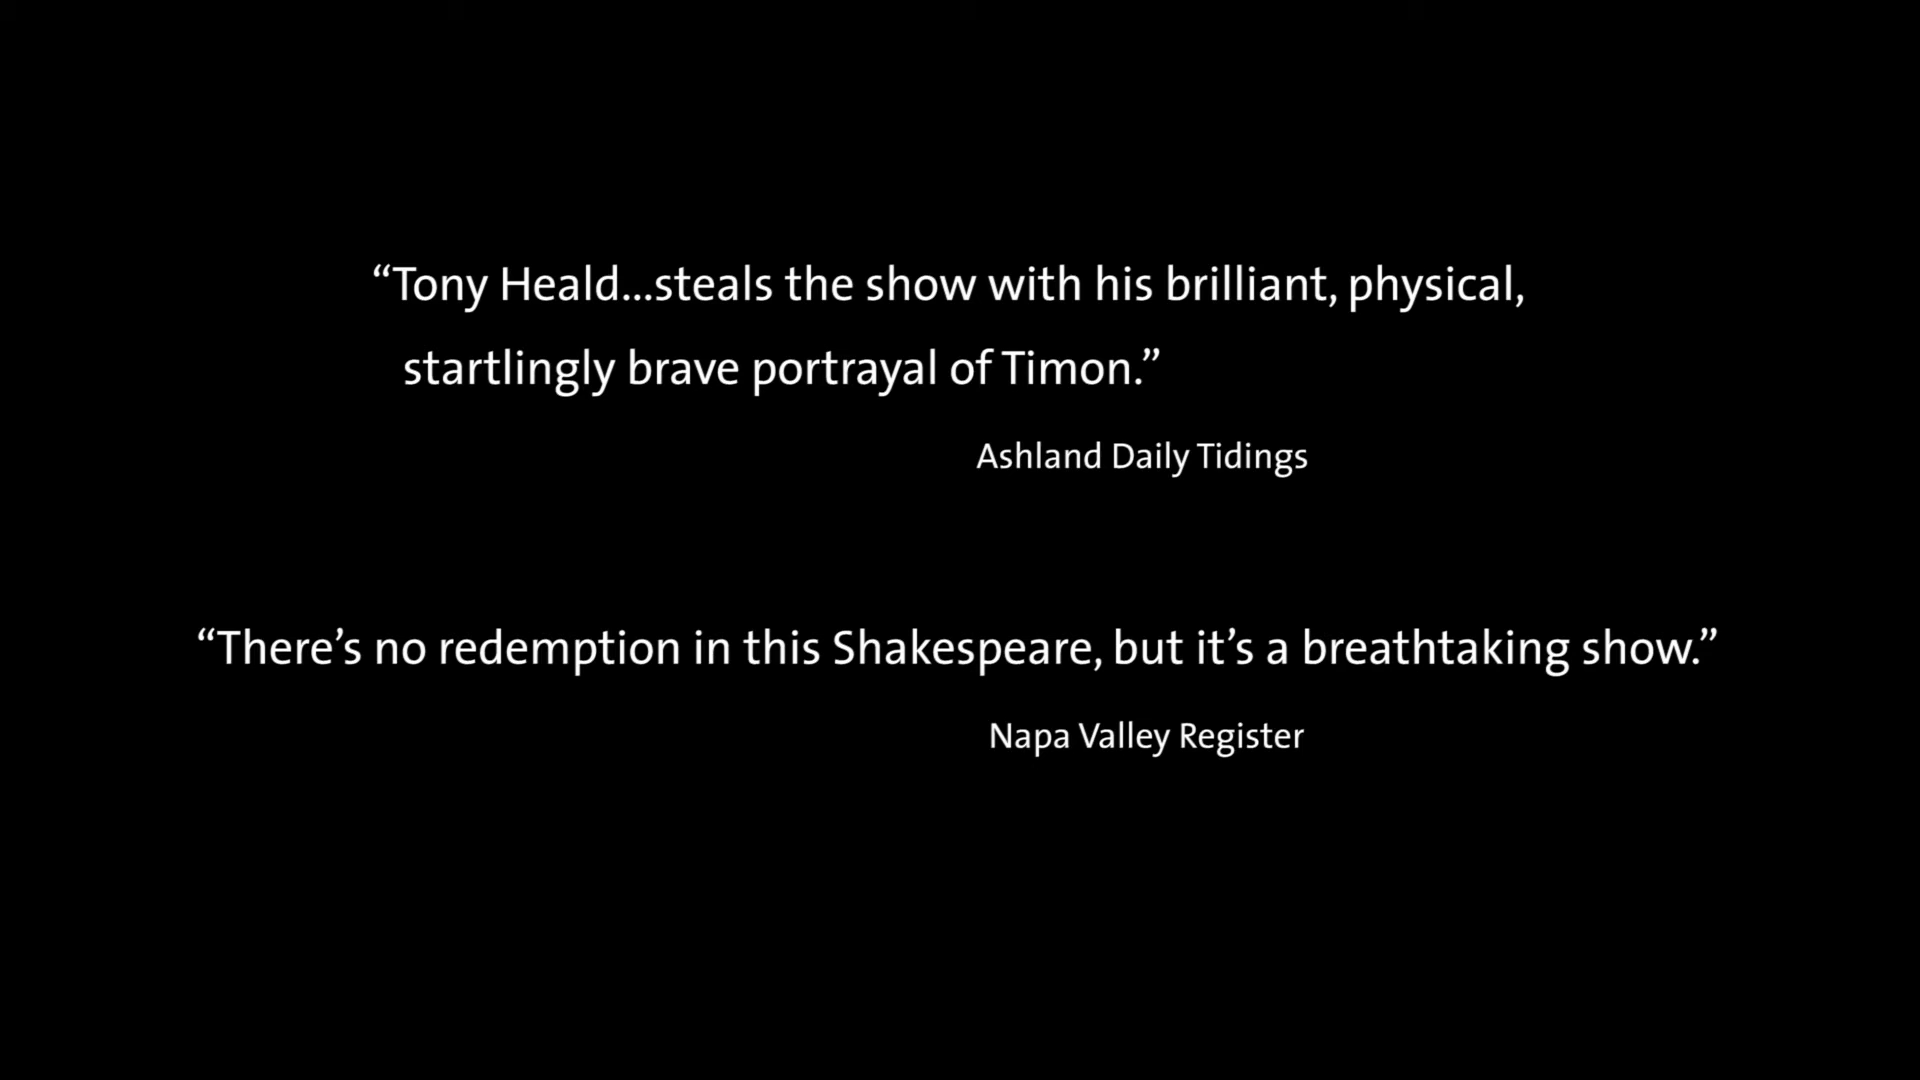 “Tony Heald...steals the show with his brilliant, physical,
startlingly brave portrayal of Timon.”
Ashland Daily Tidings
“There’s no redemption in this Shakespeare, but it’s a breathtaking show.”
Napa Valley Register